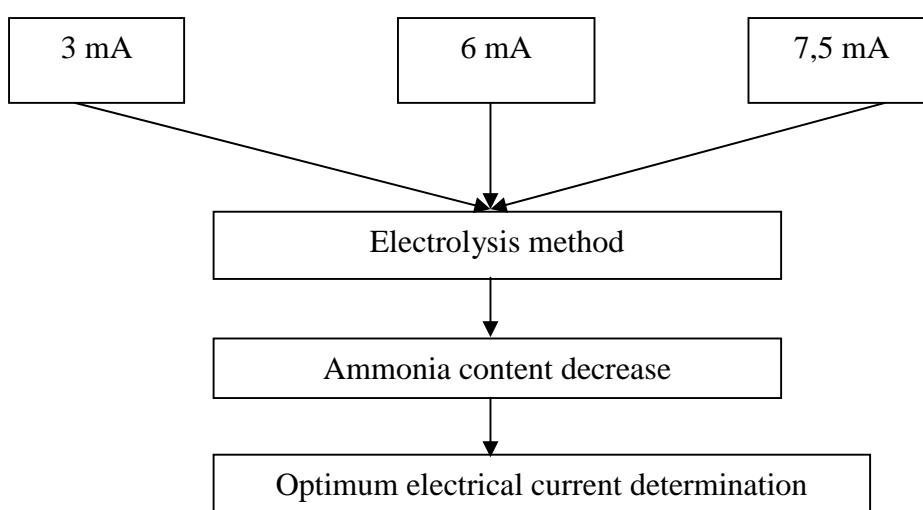 3 mA
6 mA
7,5 mA
Electrolysis method
Ammonia content decrease
Optimum electrical current determination